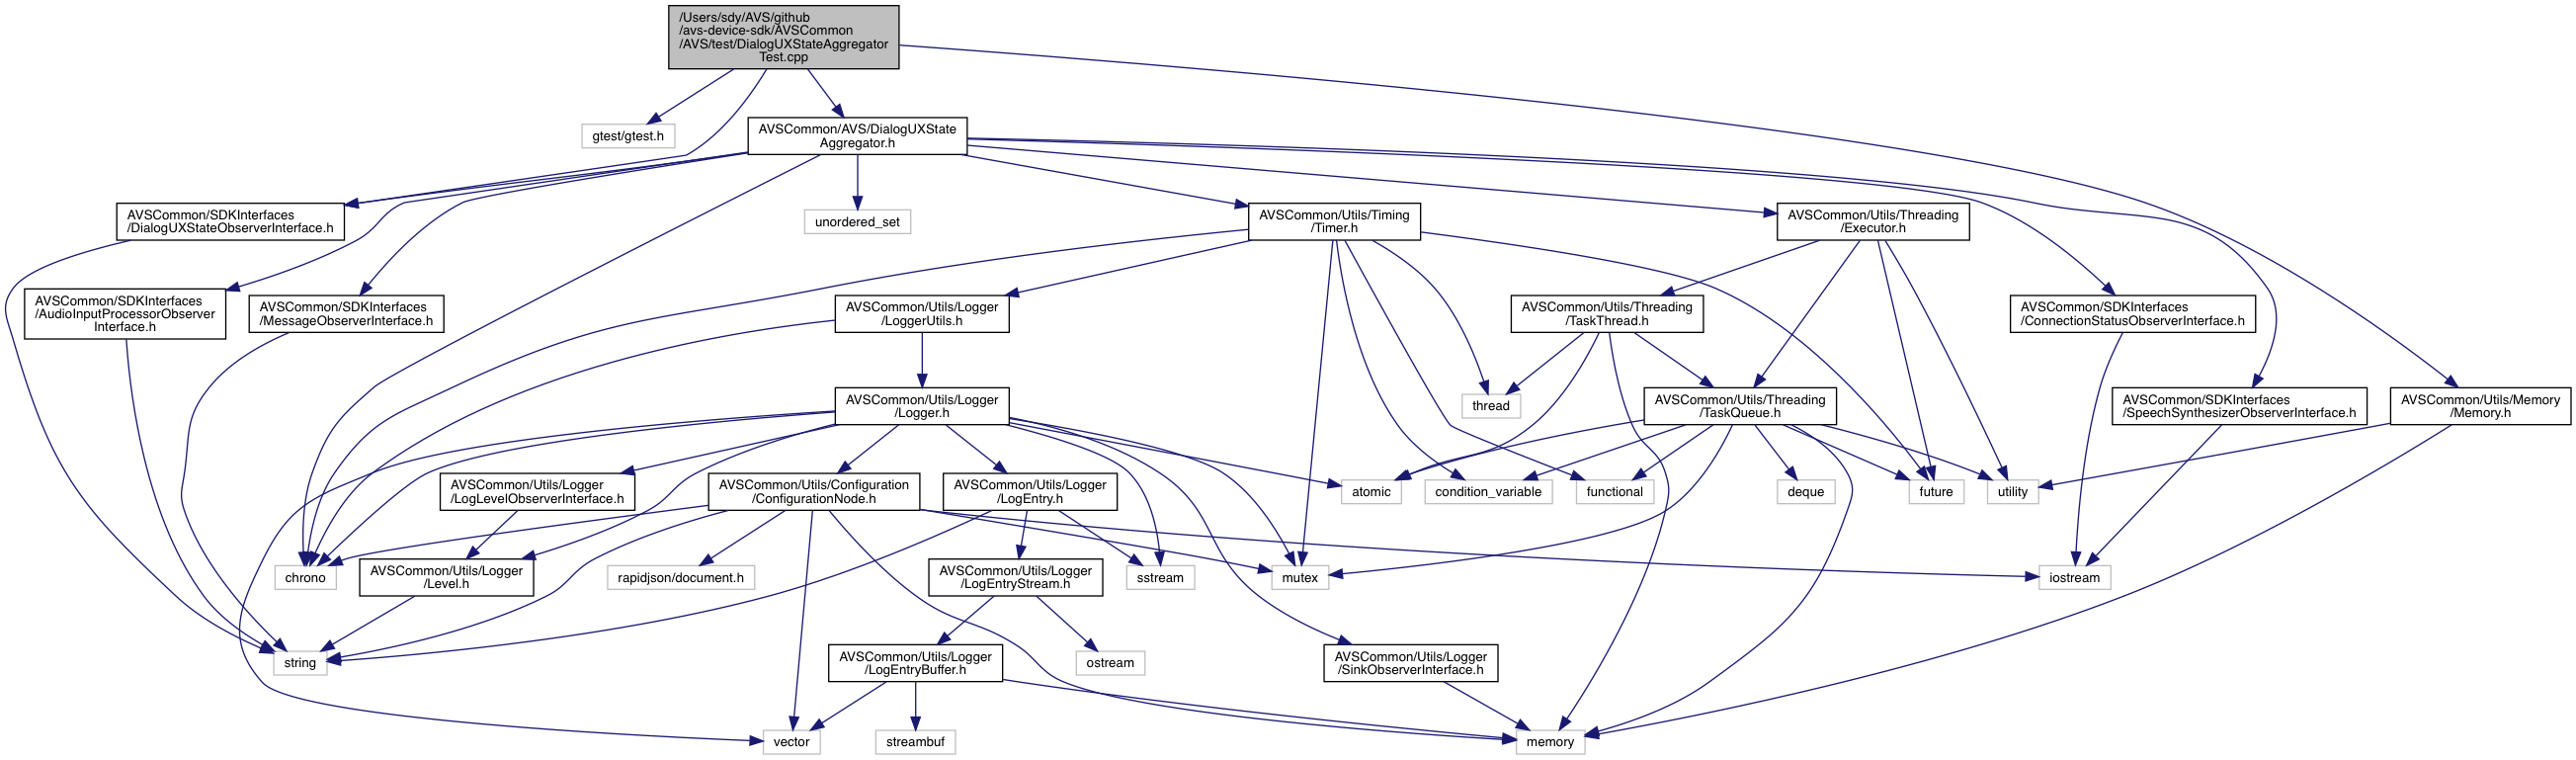 /Users/sdy/AVS/github
/avs-device-sdk/AVSCommon
/AVS/test/DialogUXStateAggregator
Test.cpp
gtest/gtest.h
AVSCommon/AVS/DialogUXState
Aggregator.h
AVSCommon/SDKInterfaces
/DialogUXStateObserverInterface.h
unordered_set
AVSCommon/Utils/Timing
/Timer.h
AVSCommon/Utils/Threading
/Executor.h
AVSCommon/SDKInterfaces
/AudioInputProcessorObserver
Interface.h
AVSCommon/SDKInterfaces
/MessageObserverInterface.h
AVSCommon/Utils/Logger
/LoggerUtils.h
AVSCommon/Utils/Threading
/TaskThread.h
AVSCommon/SDKInterfaces
/ConnectionStatusObserverInterface.h
AVSCommon/Utils/Logger
/Logger.h
thread
AVSCommon/Utils/Threading
/TaskQueue.h
AVSCommon/SDKInterfaces
/SpeechSynthesizerObserverInterface.h
AVSCommon/Utils/Memory
/Memory.h
AVSCommon/Utils/Logger
/LogLevelObserverInterface.h
AVSCommon/Utils/Configuration
/ConfigurationNode.h
AVSCommon/Utils/Logger
/LogEntry.h
atomic
condition_variable
functional
deque
future
utility
chrono
AVSCommon/Utils/Logger
/Level.h
rapidjson/document.h
AVSCommon/Utils/Logger
/LogEntryStream.h
sstream
mutex
iostream
string
AVSCommon/Utils/Logger
/LogEntryBuffer.h
ostream
AVSCommon/Utils/Logger
/SinkObserverInterface.h
vector
streambuf
memory